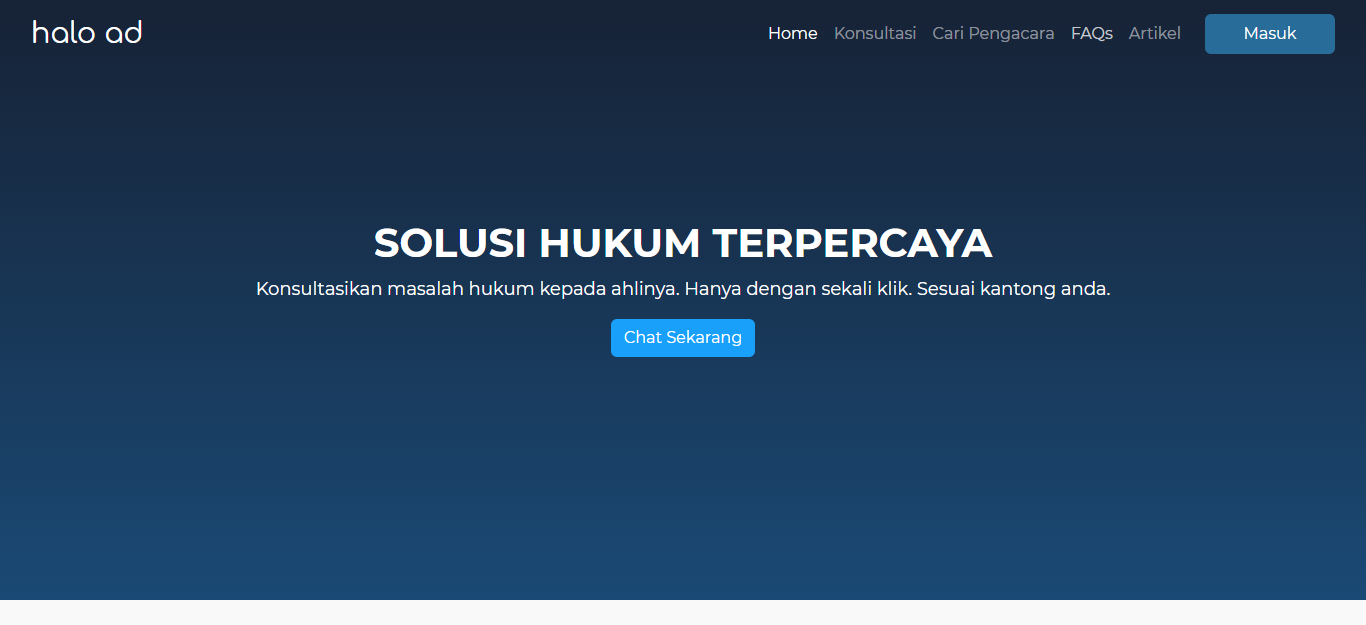 halo ad
Home Konsultasi Cari Pengacara FAQs Artikel Masuk
SOLUSI HUKUM TERPERCAYA
Konsultasikan masalah hukum kepada ahlinya. Hanya dengan sekali klik. Sesuai kantong anda.
Chat Sekarang